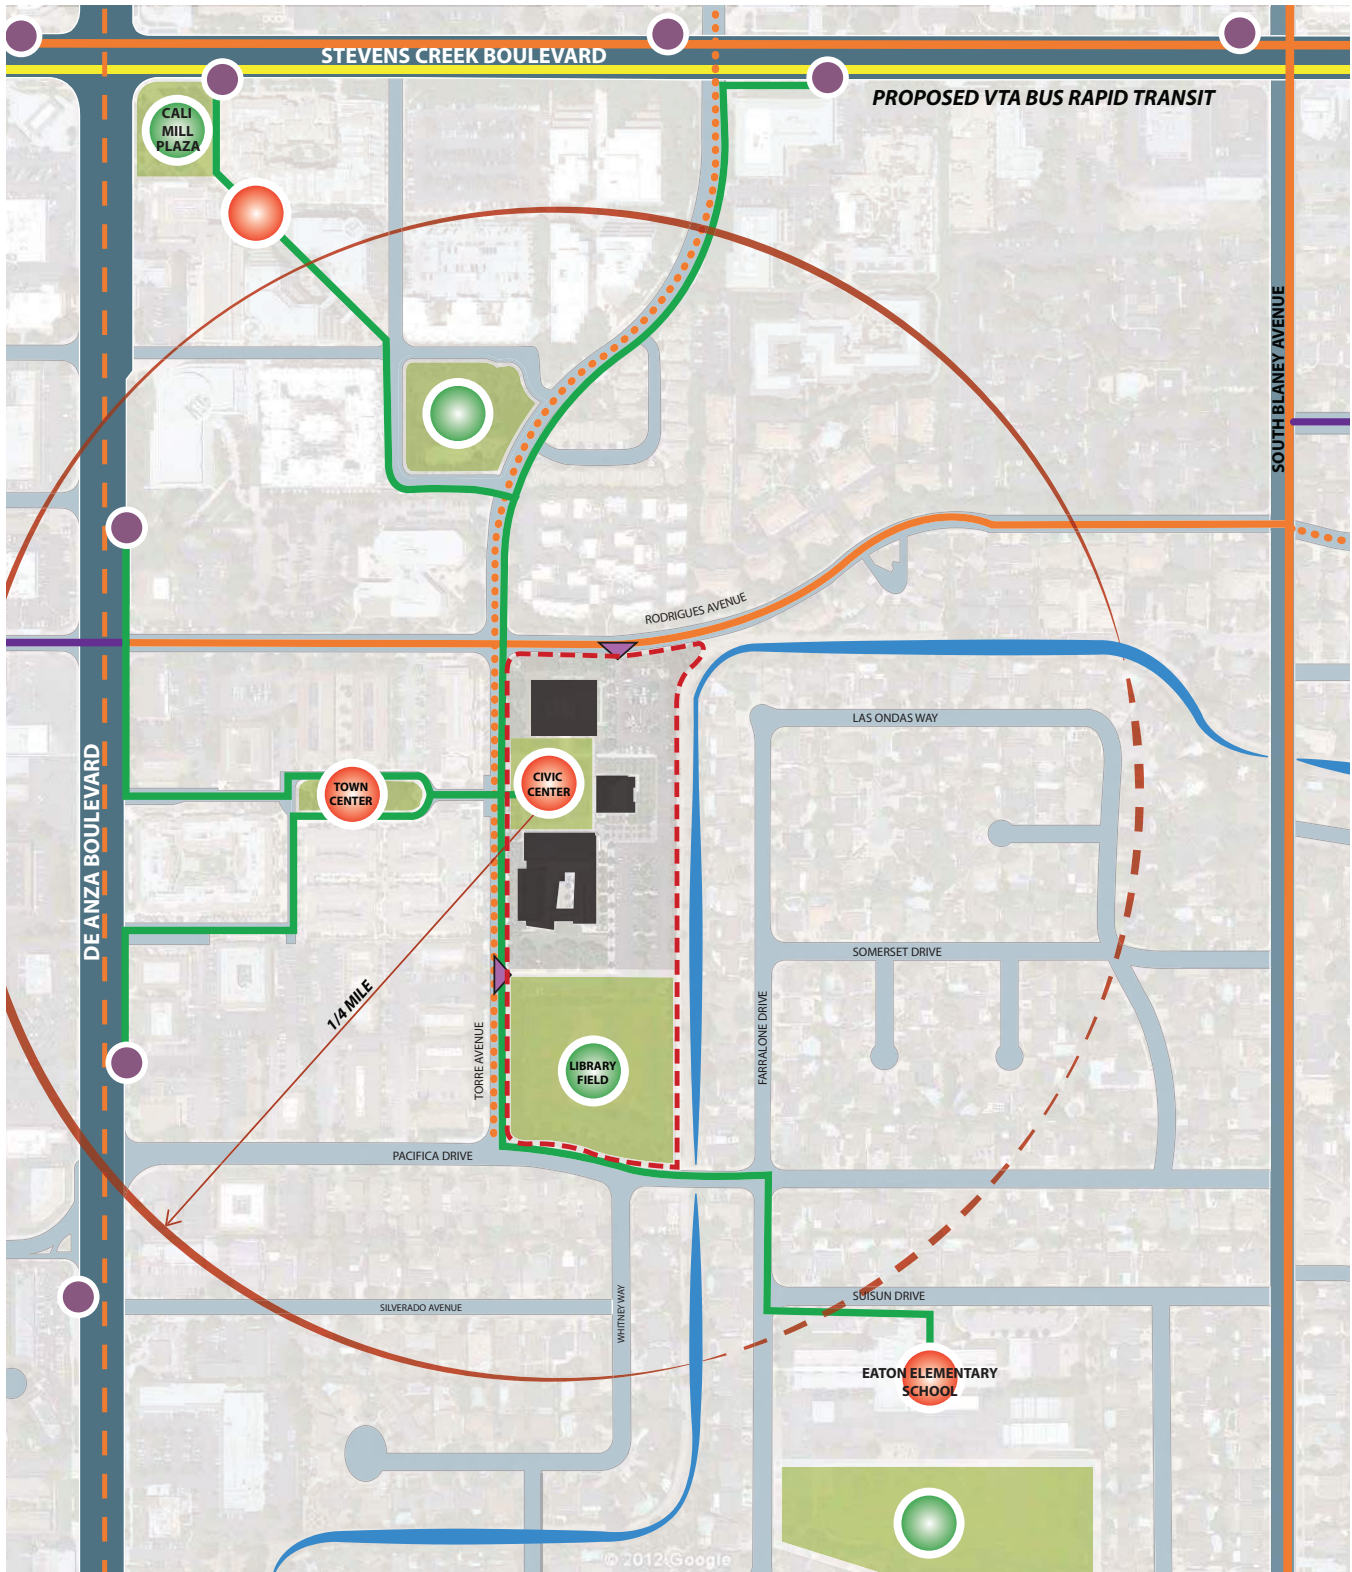 STEVENS CREEK BOULEVARD
PROPOSED VTA BUS RAPID TRANSIT
CALI
MILL
PLAZA
SOUTH BLANEY AVENUE
RODRIGUES AVENUE
LAS ONDAS WAY
TOWN
CENTER
CIVIC
CENTER
DE ANZA BOULEVARD
SOMERSET DRIVE
1/4 MILE
TORRE AVENUE
FARRALONE DRIVE
LIBRARY
FIELD
PACIFICA DRIVE
SUISUN DRIVE
SILVERADO AVENUE
WHITNEY WAY
EATON ELEMENTARY
SCHOOL
© 2012 Google